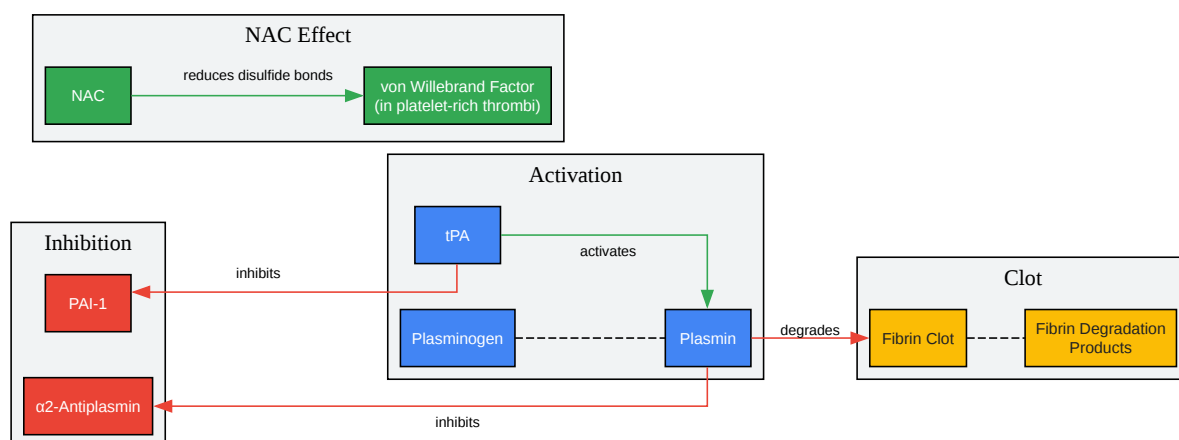 NAC Effect
NAC
reduces disulfide bonds
von Willebrand Factor
(in platelet-rich thrombi)
Activation
tPA
activates
Plasminogen
Plasmin
Inhibition
PAI-1
inhibits
α2-Antiplasmin
inhibits
degrades
Clot
Fibrin Clot
Fibrin Degradation
Products